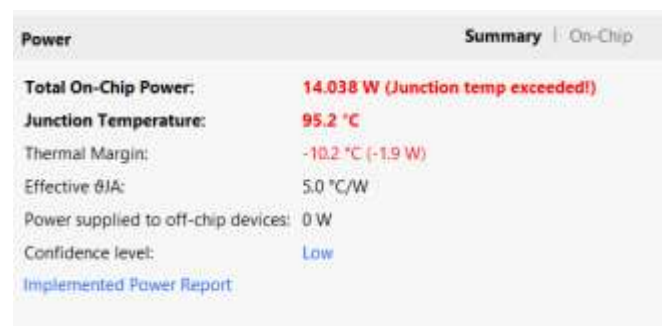 Power Summary | On-Chip
Total On-Chip Power: 14.038 W (Junction temp exceeded!)
Junction Temperature: 95.2 °C
Thermal Margin: -10.2 °C (-1.9 W)
Effective θJA: 5.0 °C/W
Power supplied to off-chip devices: 0 W
Confidence level: Low
Implemented Power Report